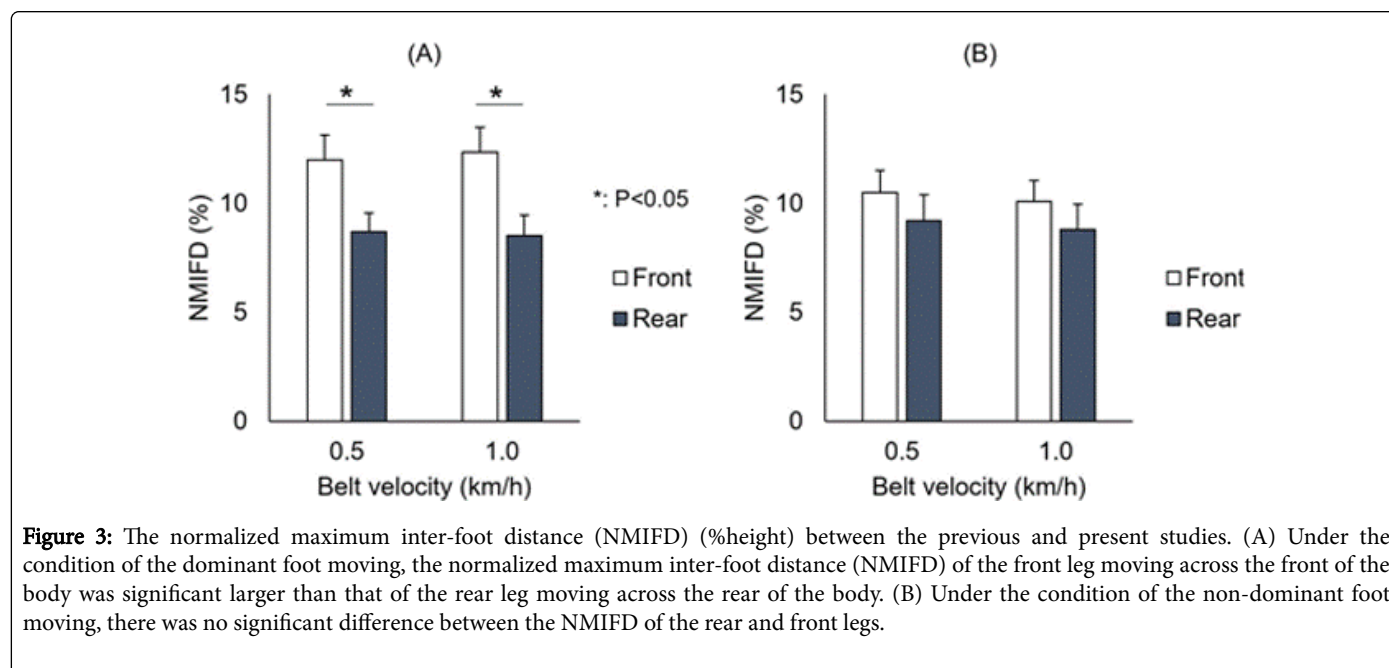 (A)
15
10
5
0
NMIFD (%)
*
*
0.5
1.0
Belt velocity (km/h)
*: P<0.05
Front
Rear
(B)
15
10
5
0
NMIFD (%)
0.5
1.0
Belt velocity (km/h)
Front
Rear
Figure 3: The normalized maximum inter-foot distance (NMIFD) (%height) between the previous and present studies. (A) Under the
condition of the dominant foot moving, the normalized maximum inter-foot distance (NMIFD) of the front leg moving across the front of the
body was significant larger than that of the rear leg moving across the rear of the body. (B) Under the condition of the non-dominant foot
moving, there was no significant difference between the NMIFD of the rear and front legs.